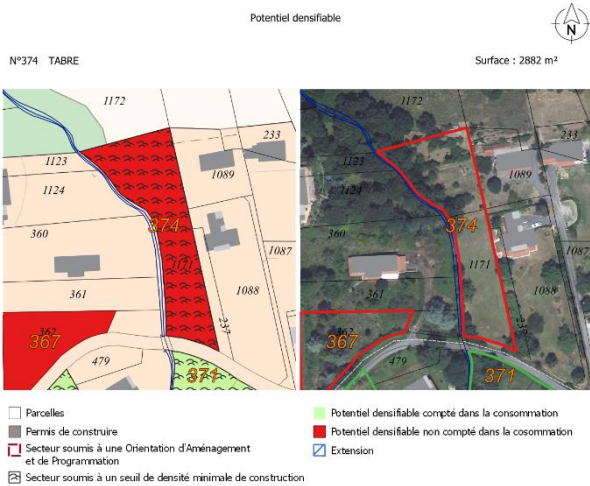 Potentiel densifiable
N
N°374 TABRE
Surface : 2882 m²
1172
233
1123
1089
1124
374
360
1171
1087
361
1088
237
362
367
479
371
1172
233
1123
1089
1124
374
360
1171
1087
361
1088
237
362
367
479
371
Parcelles
Permis de construire
Secteur soumis à une Orientation d'Aménagement
et de Programmation
Secteur soumis à un seuil de densité minimale de construction
Potentiel densifiable compté dans la consommation
Potentiel densifiable non compté dans la cosommation
Extension